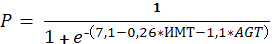 P = 1 / (1 + e^-(7,1−0,26*ИМТ−1,1*AGT))